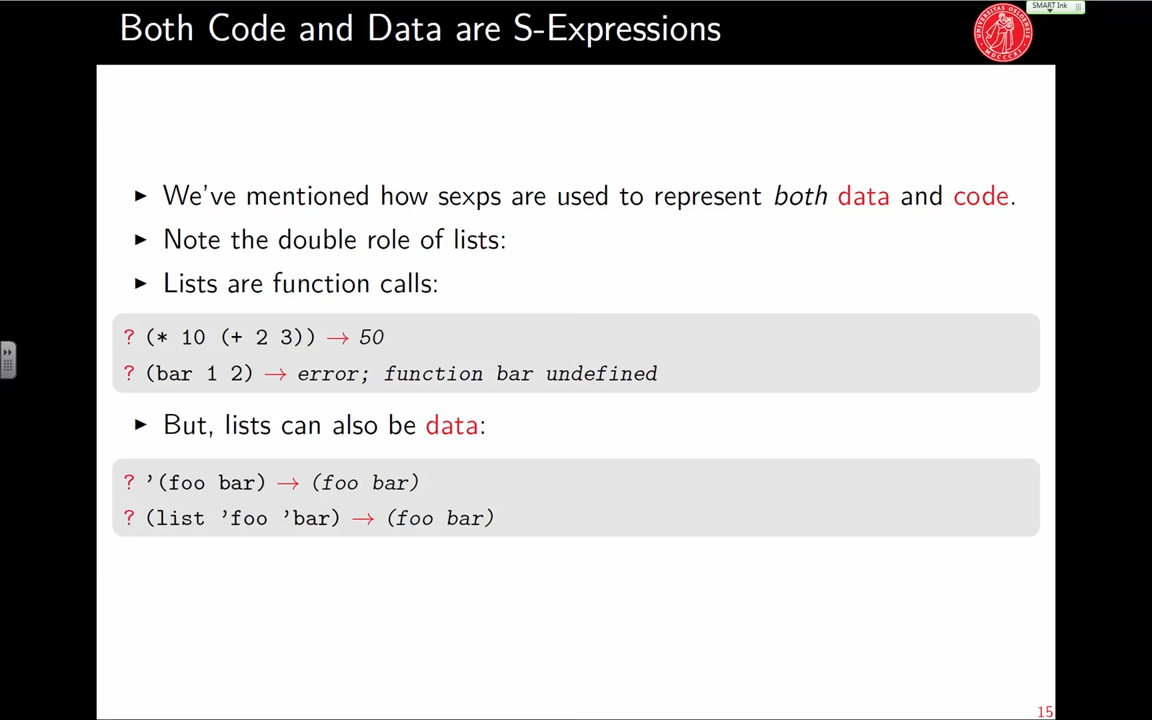 SMART Ink
Both Code and Data are S-Expressions
UNIVERSITAS OSLOENSIS
MDCCCXI
► We've mentioned how sexps are used to represent both data and code.
► Note the double role of lists:
► Lists are function calls:
? (* 10 (+ 2 3)) → 50
? (bar 1 2) → error; function bar undefined
► But, lists can also be data:
? ’(foo bar) → (foo bar)
? (list ’foo ’bar) → (foo bar)
15